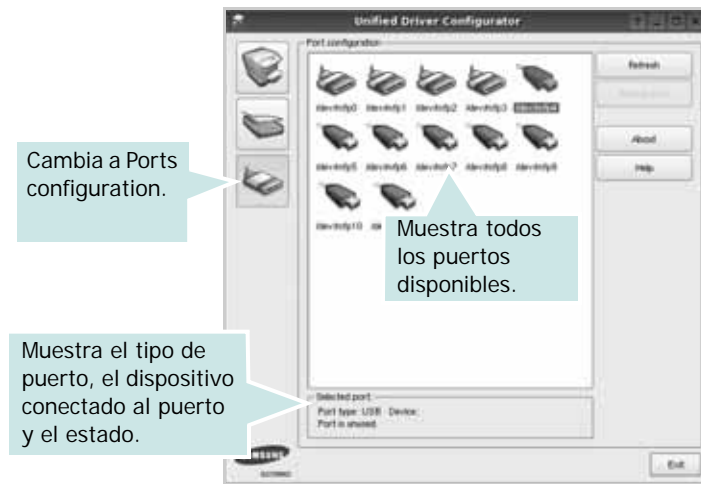 Unified Driver Configurator
Port configuration
Refresh
About
Help
/dev/mfp0 /dev/mfp1 /dev/mfp2 /dev/mfp3 /dev/mfp4
/dev/mfp5 /dev/mfp6 /dev/mfp7 /dev/mfp8 /dev/mfp9
/dev/mfp10
Cambia a Ports
configuration.
Muestra todos
los puertos
disponibles.
Muestra el tipo de
puerto, el dispositivo
conectado al puerto
y el estado.
Selected port:
Port type: USB Device:
Port is unused.
SAMSUNG
Exit